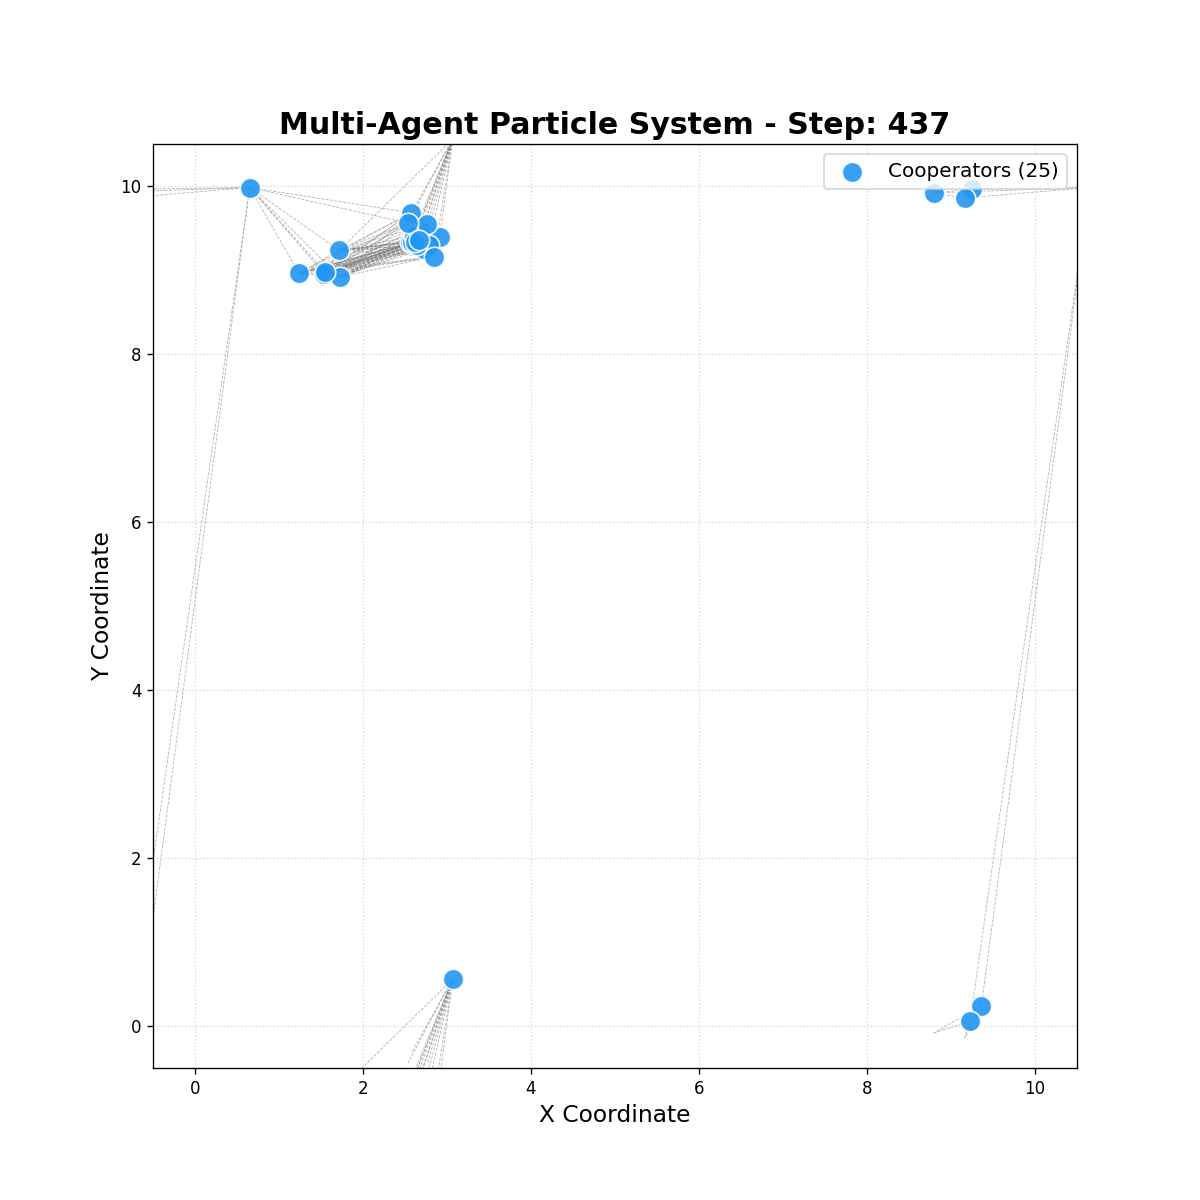 Multi-Agent Particle System - Step: 437
Cooperators (25)
10
8
6
4
2
0
Y Coordinate
0 2 4 6 8 10
X Coordinate